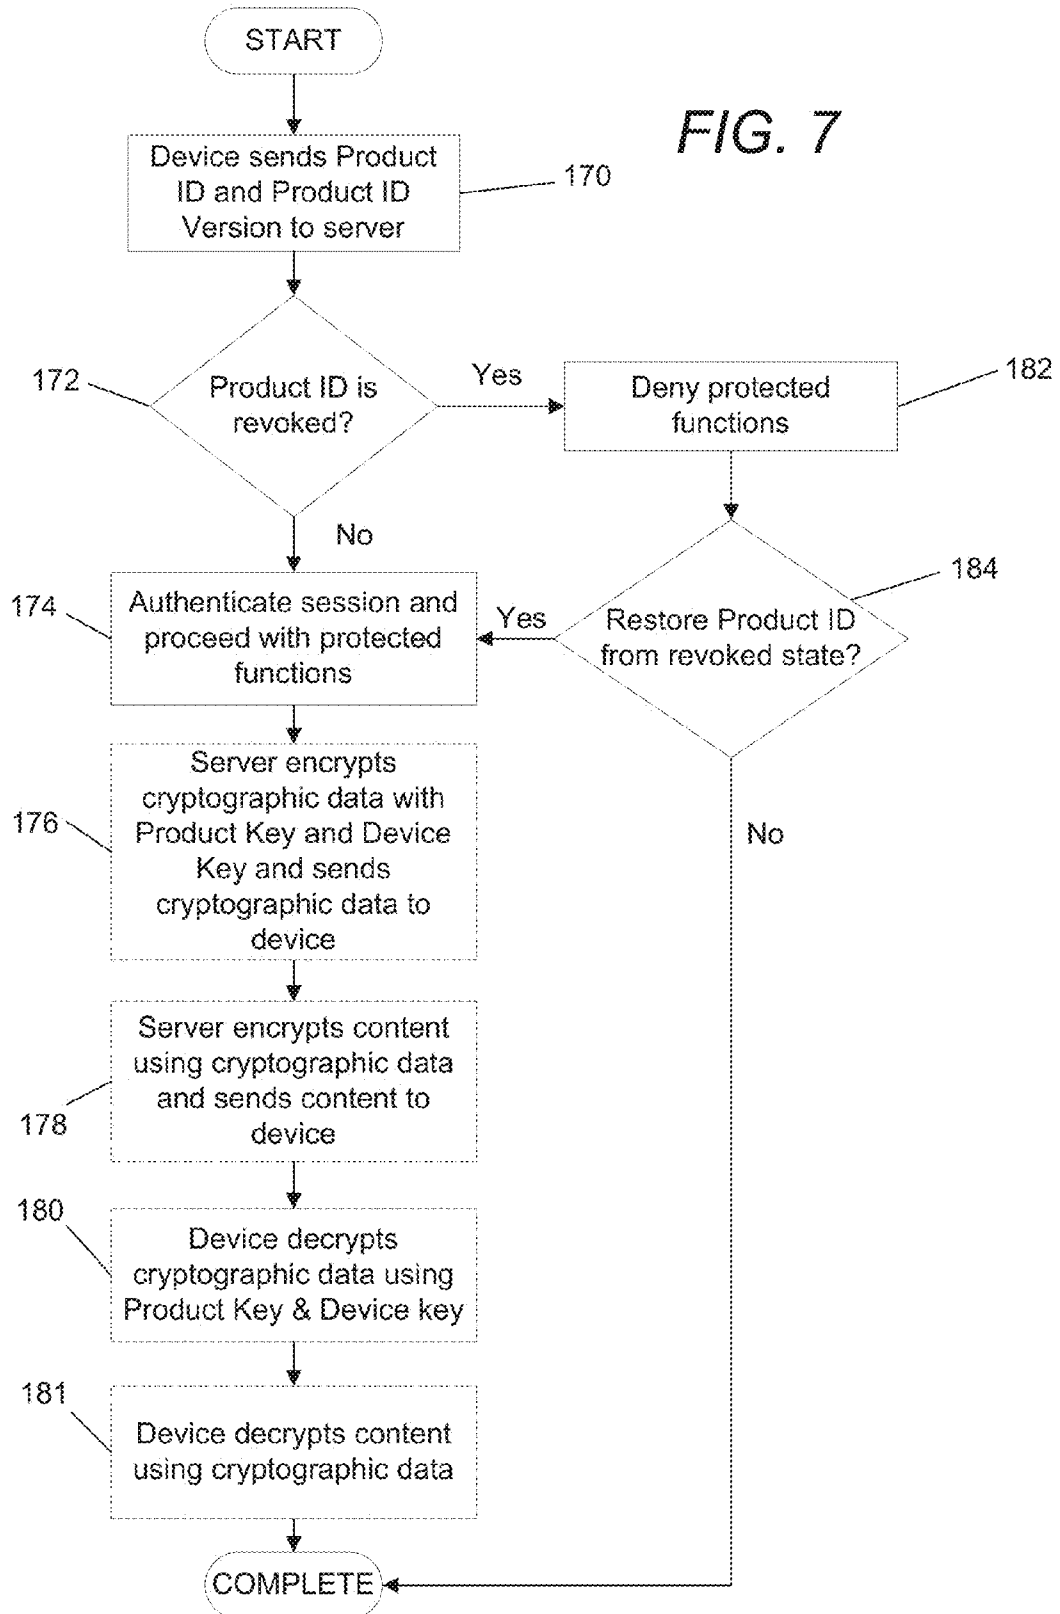 START
FIG. 7
Device sends Product
ID and Product ID
Version to server
170
172
Product ID is
revoked?
Yes
Deny protected
functions
182
No
174
Authenticate session and
proceed with protected
functions
Yes
Restore Product ID
from revoked state?
184
176
Server encrypts
cryptographic data with
Product Key and Device
Key and sends
cryptographic data to
device
No
178
Server encrypts content
using cryptographic data
and sends content to
device
180
Device decrypts
cryptographic data using
Product Key & Device key
181
Device decrypts content
using cryptographic data
COMPLETE